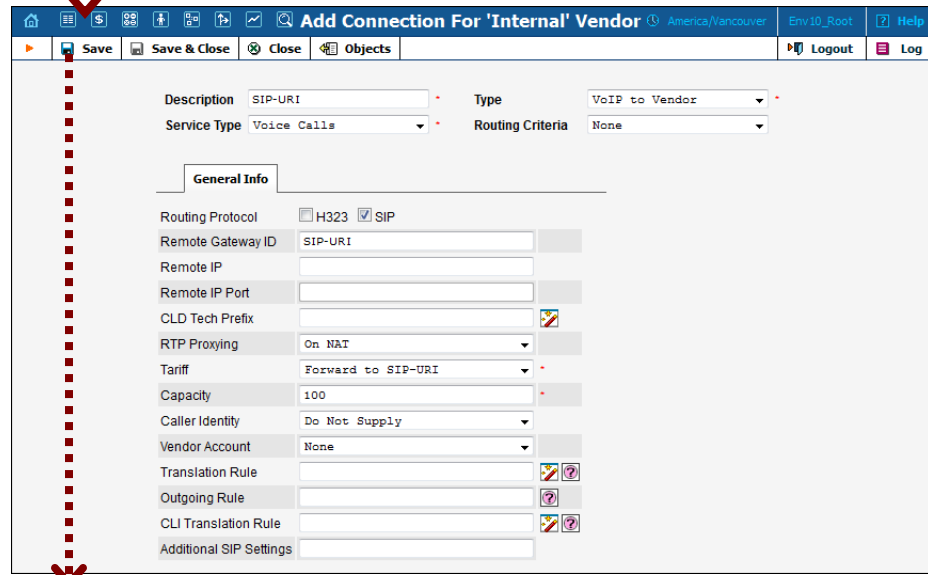 Add Connection For 'Internal' Vendor America/Vancouver Env10_Root ? Help
Save Save & Close Close Objects Logout Log
Description SIP-URI * Type VoIP to Vendor *
Service Type Voice Calls * Routing Criteria None
General Info
Routing Protocol H323 SIP
Remote Gateway ID SIP-URI
Remote IP
Remote IP Port
CLD Tech Prefix
RTP Proxying On NAT
Tariff Forward to SIP-URI *
Capacity 100 *
Caller Identity Do Not Supply
Vendor Account None
Translation Rule ?
Outgoing Rule ?
CLI Translation Rule ?
Additional SIP Settings